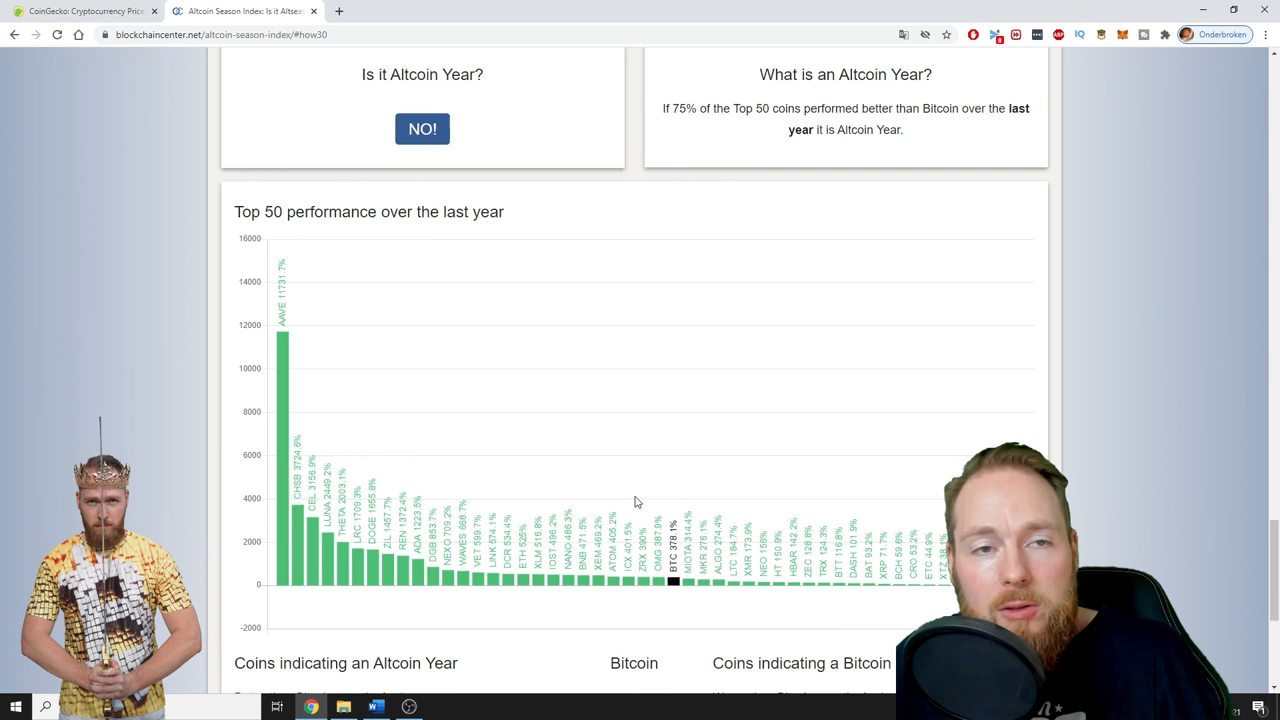 CoinGecko: Cryptocurrency Price
Altcoin Season Index: Is it Altsea
blockchaincenter.net/altcoin-season-index/#how30
8
ABP
IQ
Onderbroken
Is it Altcoin Year?
NO!
What is an Altcoin Year?
If 75% of the Top 50 coins performed better than Bitcoin over the last
year it is Altcoin Year.
Top 50 performance over the last year
16000
14000
12000
10000
8000
6000
4000
2000
0
-2000
AAVE 11731.7%
CHSB 3724.6%
CEL 3156.9%
LUNA 2449.2%
THETA 2003.1%
LRC 1709.3%
DOGE 1665.8%
ZIL 1457.7%
REN 1372.4%
ADA 1223.5%
DGB 853.7%
NEXO 709.2%
WAVES 668.7%
VET 599.7%
LINK 574.1%
DCR 534.4%
ETH 525%
XLM 516.8%
IOST 496.2%
NANO 486.3%
BNB 471.5%
XEM 469.2%
ATOM 405.2%
ICX 401.5%
ZRX 390%
OMG 387.9%
BTC 378.1%
MIOTA 314.4%
MKR 276.1%
ALGO 274.4%
LTC 184.7%
XMR 173.9%
NEO 156%
HT 150.9%
HBAR 142.2%
ZEC 128.8%
TRX 124.3%
BTT 116.8%
DASH 101.9%
BAT 93.2%
XRP 71.7%
BCH 59.6%
CRO 53.2%
ETC 44.9%
XTZ 38.1%
Coins indicating an Altcoin Year
Bitcoin
Coins indicating a Bitcoin
21